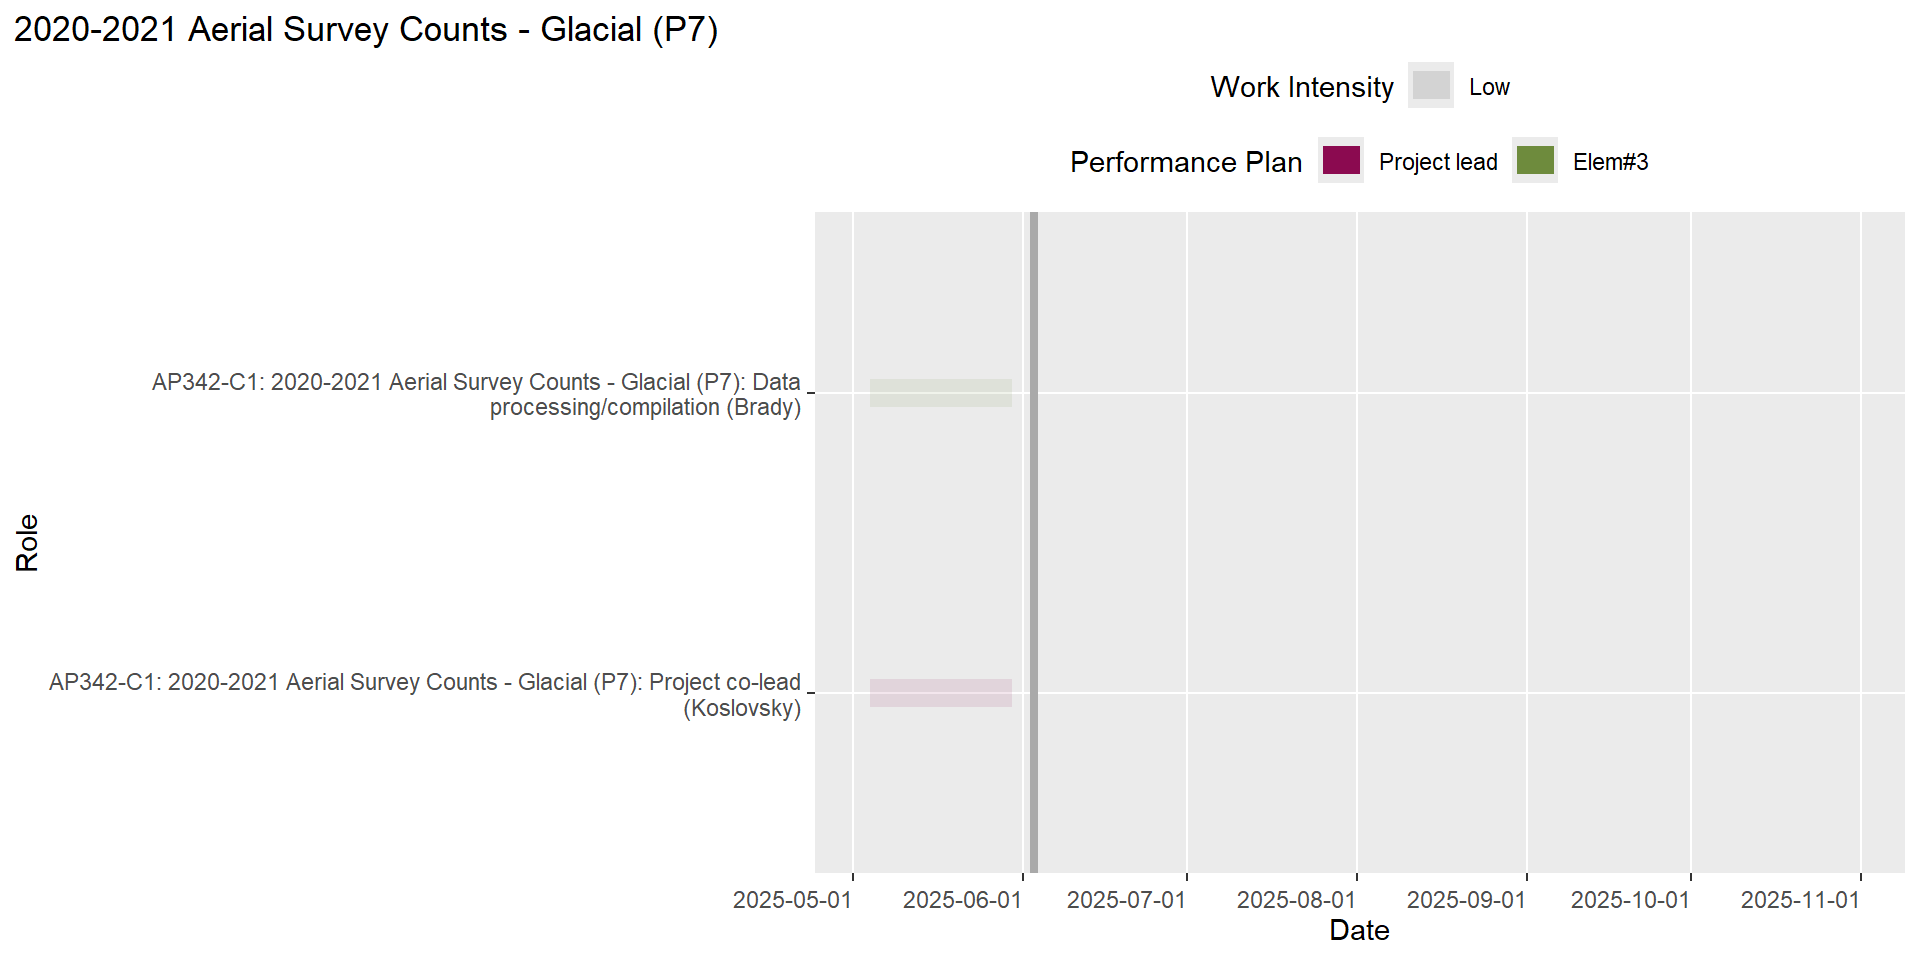 2020-2021 Aerial Survey Counts - Glacial (P7)
Work Intensity Low
Performance Plan Project lead Elem#3
AP342-C1: 2020-2021 Aerial Survey Counts - Glacial (P7): Data
processing/compilation (Brady)
Role
AP342-C1: 2020-2021 Aerial Survey Counts - Glacial (P7): Project co-lead
(Koslovsky)
2025-05-01 2025-06-01 2025-07-01 2025-08-01 2025-09-01 2025-10-01 2025-11-01
Date